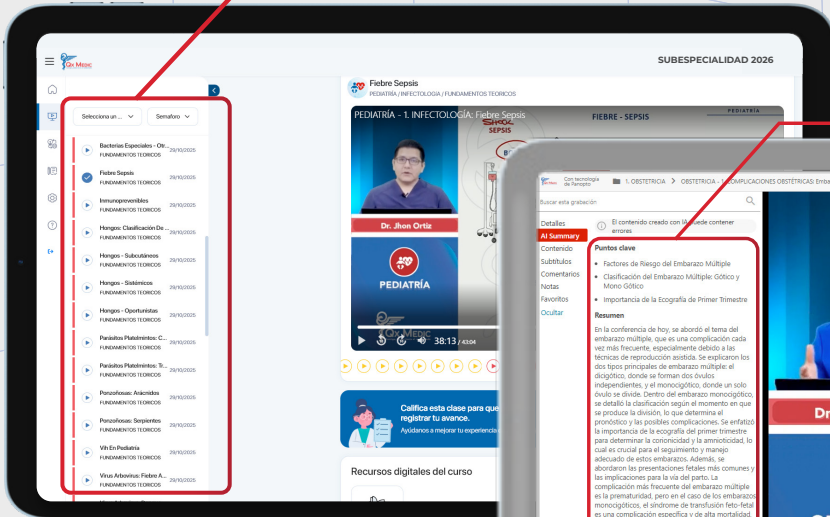 Qx MEDIC
SUBESPECIALIDAD 2026
Selecciona un ...
Semaforo
Bacterias Especiales - Otr...
FUNDAMENTOS TEORICOS
29/10/2025
Fiebre Sepsis
FUNDAMENTOS TEORICOS
29/10/2025
Inmunoprevenibles
FUNDAMENTOS TEORICOS
29/10/2025
Hongos: Clasificación De ...
FUNDAMENTOS TEORICOS
29/10/2025
Hongos - Subcutáneos
FUNDAMENTOS TEORICOS
29/10/2025
Hongos - Sistémicos
FUNDAMENTOS TEORICOS
29/10/2025
Hongos - Oportunistas
FUNDAMENTOS TEORICOS
29/10/2025
Parásitos Platelmintos: C...
FUNDAMENTOS TEORICOS
29/10/2025
Parásitos Platelmintos: Tr...
FUNDAMENTOS TEORICOS
29/10/2025
Ponzoñosas: Arácnidos
FUNDAMENTOS TEORICOS
29/10/2025
Ponzoñosas: Serpientes
FUNDAMENTOS TEORICOS
29/10/2025
Vih En Pediatría
FUNDAMENTOS TEORICOS
29/10/2025
Virus Arbovirus: Fiebre A...
FUNDAMENTOS TEORICOS
29/10/2025
Fiebre Sepsis
PEDIATRÍA / INFECTOLOGIA / FUNDAMENTOS TEORICOS
PEDIATRÍA - 1. INFECTOLOGÍA: Fiebre Sepsis
SHOCK
SEPSIS
FIEBRE - SEPSIS
PEDIATRÍA
Dr. Jhon Ortiz
PEDIATRÍA
Qx MEDIC
38:13 / 43:04
Califica esta clase para que
registrar tu avance.
Ayúdanos a mejorar tu experiencia
Recursos digitales del curso
Con tecnología
de Panopto
1. OBSTETRICIA > OBSTETRICIA - 1. COMPLICACIONES OBSTÉTRICAS: Emba
Buscar esta grabación
Detalles
AI Summary
Contenido
Subtítulos
Comentarios
Notas
Favoritos
Ocultar
El contenido creado con IA puede contener
errores
Puntos clave
• Factores de Riesgo del Embarazo Múltiple
• Clasificación del Embarazo Múltiple: Gótico y
Mono Gótico
• Importancia de la Ecografía de Primer Trimestre
Resumen
En la conferencia de hoy, se abordó el tema del
embarazo múltiple, que es una complicación cada
vez más frecuente, especialmente debido a las
técnicas de reproducción asistida. Se explicaron los
dos tipos principales de embarazo múltiple: el
dicigótico, donde se forman dos óvulos
independientes, y el monocigótico, donde un solo
óvulo se divide. Dentro del embarazo monocigótico,
se detalló la clasificación según el momento en que
se produce la división, lo que determina el
pronóstico y las posibles complicaciones. Se enfatizó
la importancia de la ecografía del primer trimestre
para determinar la corionicidad y la amnioticidad, lo
cual es crucial para el seguimiento y manejo
adecuado de estos embarazos. Además, se
abordaron las presentaciones fetales más comunes y
las implicaciones para la vía del parto. La
complicación más frecuente del embarazo múltiple
es la prematuridad, pero en el caso de los embarazos
monocigóticos, el síndrome de transfusión feto-fetal
es una complicación específica y de alta mortalidad.
Dr